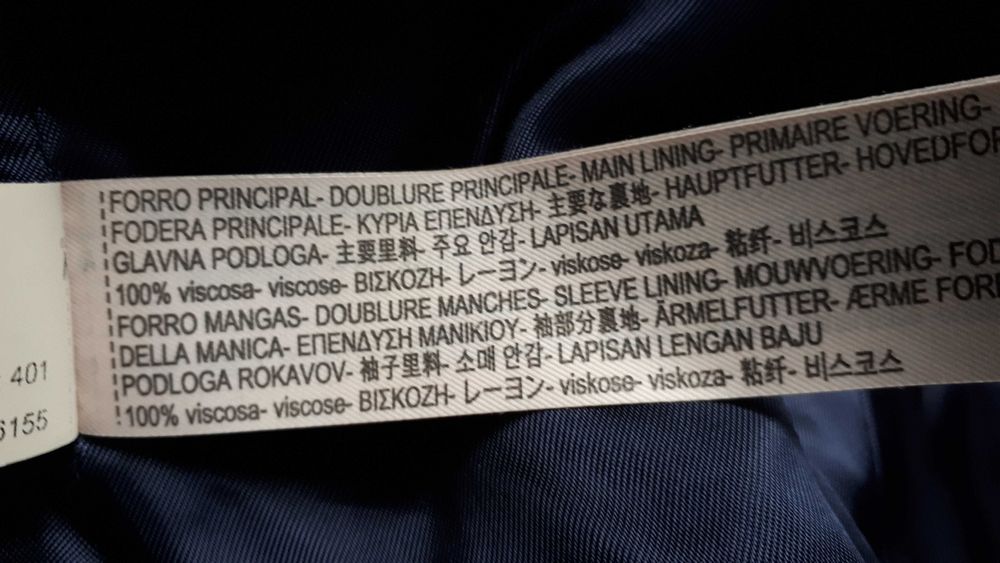 FORRO PRINCIPAL- DOUBLURE PRINCIPALE- MAIN LINING- PRIMAIRE VOERING-
FODERA PRINCIPALE- ΚΥΡΙΑ ΕΠΕΝΔΥΣΗ- 主要な裏地- HAUPTFUTTER- HOVEDFOR
GLAVNA PODLOGA- 主要里料- 주요 안감- LAPISAN UTAMA
100% viscosa- viscose- ΒΙΣΚΟΖΗ- レーヨン- viskose- viskoza- 粘纤- 비스코스
FORRO MANGAS- DOUBLURE MANCHES- SLEEVE LINING- MOUWVOERING- FOD
DELLA MANICA- ΕΠΕΝΔΥΣΗ ΜΑΝΙΚΙΟΥ- 袖部分裏地- ÄRMELFUTTER- ÆRME FOR
PODLOGA ROKAVOV- 袖子里料- 소매 안감- LAPISAN LENGAN BAJU
100% viscosa- viscose- ΒΙΣΚΟΖΗ- レーヨン- viskose- viskoza- 粘纤- 비스코스
401
6155